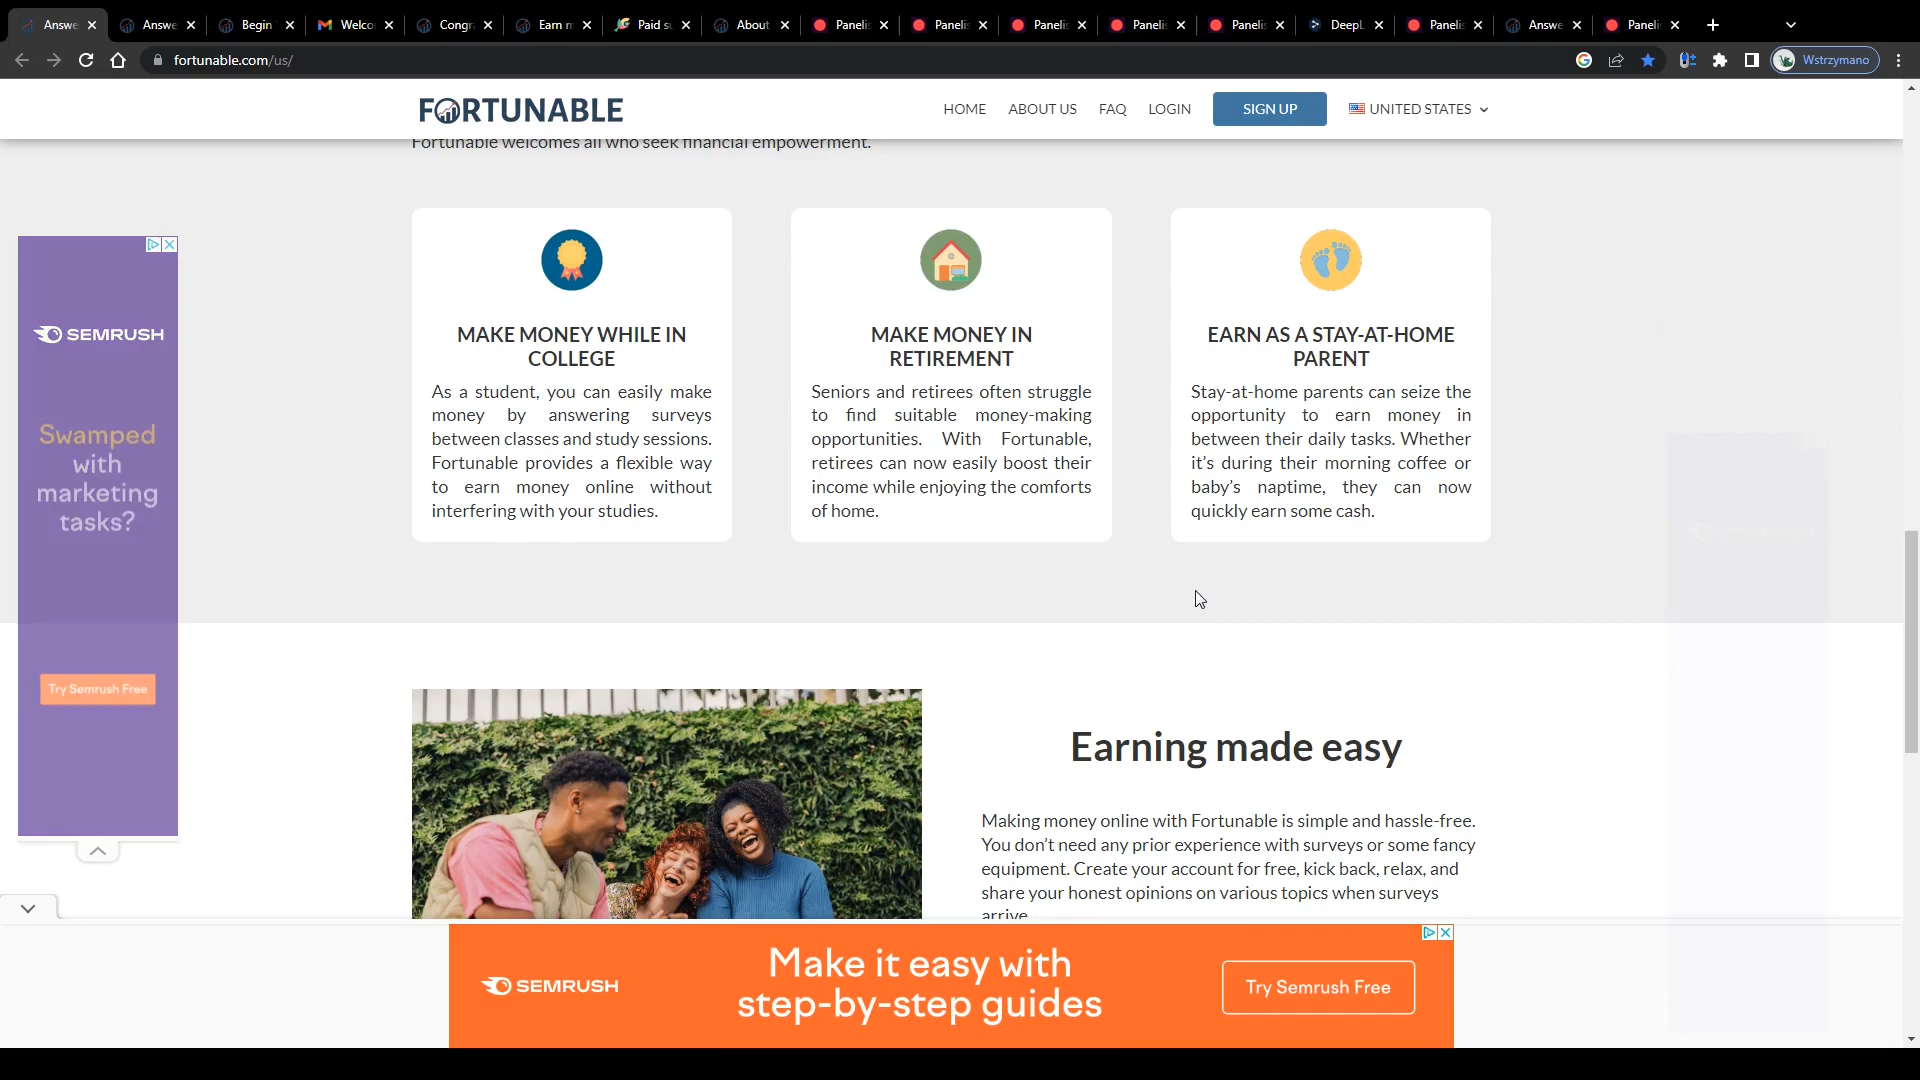 Answe
Answe
Begin
Welco
Congr
Earn m
Paid su
About
Panelis
Panelis
Panelis
Panelis
Panelis
DeepL
Panelis
Answe
Panelis
fortunable.com/us/
Wstrzymano
FORTUNABLE
HOME
ABOUT US
FAQ
LOGIN
SIGN UP
UNITED STATES
Fortunable welcomes all who seek financial empowerment.
MAKE MONEY WHILE IN
COLLEGE
As a student, you can easily make
money by answering surveys
between classes and study sessions.
Fortunable provides a flexible way
to earn money online without
interfering with your studies.
MAKE MONEY IN
RETIREMENT
Seniors and retirees often struggle
to find suitable money-making
opportunities. With Fortunable,
retirees can now easily boost their
income while enjoying the comforts
of home.
EARN AS A STAY-AT-HOME
PARENT
Stay-at-home parents can seize the
opportunity to earn money in
between their daily tasks. Whether
it's during their morning coffee or
baby's naptime, they can now
quickly earn some cash.
SEMRUSH
Swamped
with
marketing
tasks?
Try Semrush Free
Earning made easy
Making money online with Fortunable is simple and hassle-free.
You don't need any prior experience with surveys or some fancy
equipment. Create your account for free, kick back, relax, and
share your honest opinions on various topics when surveys
arrive.
SEMRUSH
Make it easy with
step-by-step guides
Try Semrush Free